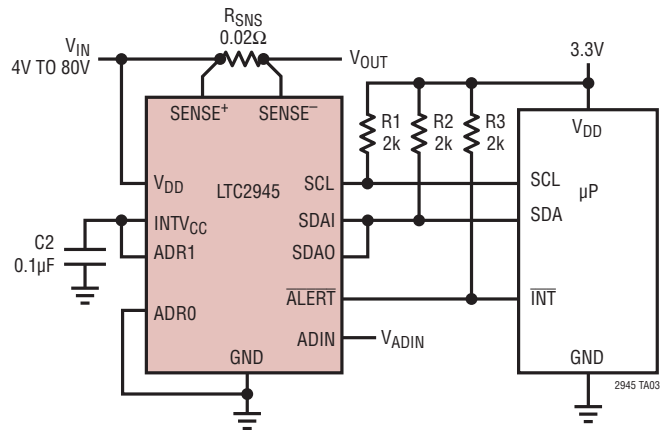 R_SNS
0.02Ω
V_IN
4V TO 80V
V_OUT
3.3V
SENSE⁺
SENSE⁻
R1
2k
R2
2k
R3
2k
V_DD
V_DD
LTC2945
SCL
SCL
µP
INTV_CC
SDAI
SDA
C2
0.1µF
ADR1
SDAO
ADR0
A̅L̅E̅R̅T̅
I̅N̅T̅
ADIN
V_ADIN
GND
GND
2945 TA03